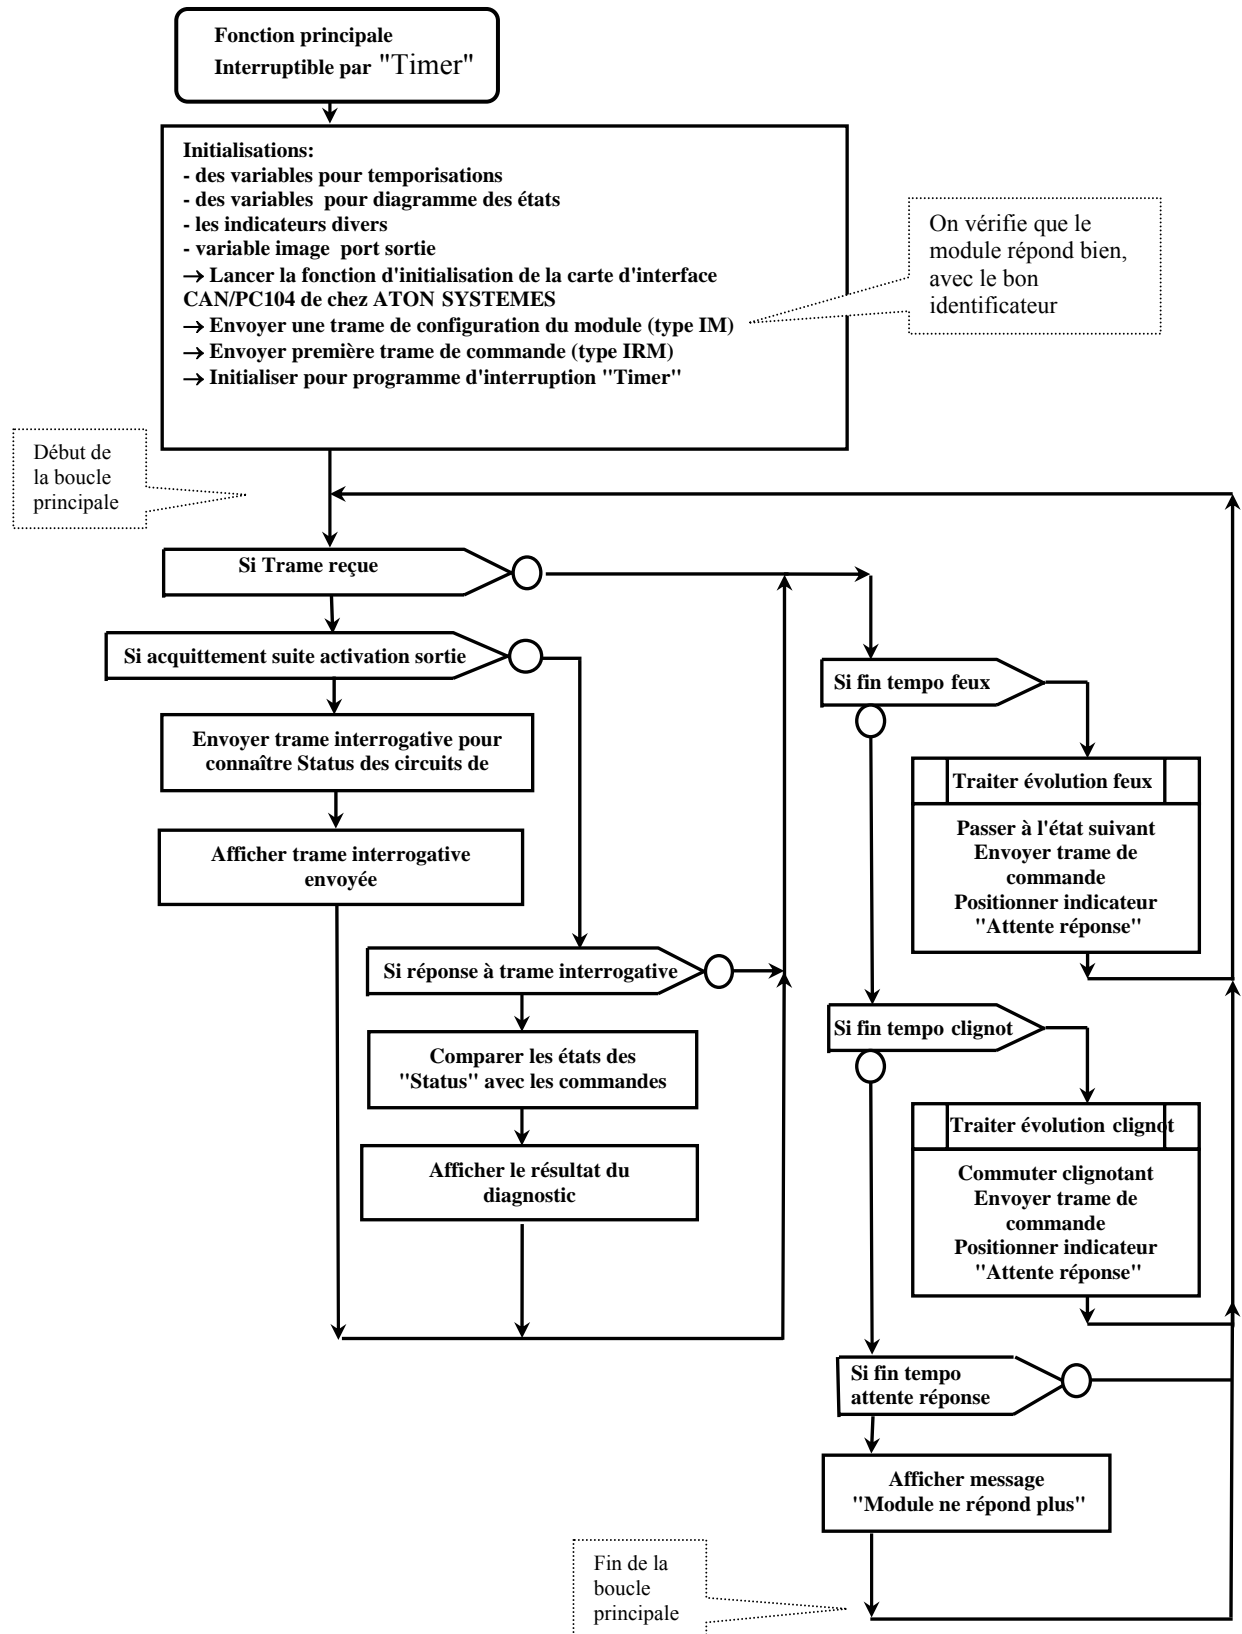 Fonction principale
Interruptible par "Timer"
Initialisations:
- des variables pour temporisations
- des variables pour diagramme des états
- les indicateurs divers
- variable image port sortie
→ Lancer la fonction d'initialisation de la carte d'interface
CAN/PC104 de chez ATON SYSTEMES
→ Envoyer une trame de configuration du module (type IM)
→ Envoyer première trame de commande (type IRM)
→ Initialiser pour programme d'interruption "Timer"
On vérifie que le
module répond bien,
avec le bon
identificateur
Début de
la boucle
principale
Si Trame reçue
Si acquittement suite activation sortie
Envoyer trame interrogative pour
connaître Status des circuits de
Afficher trame interrogative
envoyée
Si réponse à trame interrogative
Comparer les états des
"Status" avec les commandes
Afficher le résultat du
diagnostic
Si fin tempo feux
Traiter évolution feux
Passer à l'état suivant
Envoyer trame de
commande
Positionner indicateur
"Attente réponse"
Si fin tempo clignot
Traiter évolution clignot
Commuter clignotant
Envoyer trame de
commande
Positionner indicateur
"Attente réponse"
Si fin tempo
attente réponse
Afficher message
"Module ne répond plus"
Fin de la
boucle
principale